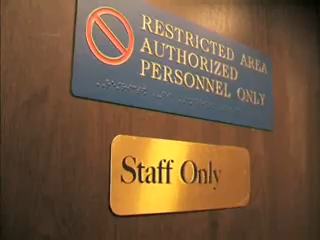 RESTRICTED AREA
AUTHORIZED
PERSONNEL ONLY
Staff Only